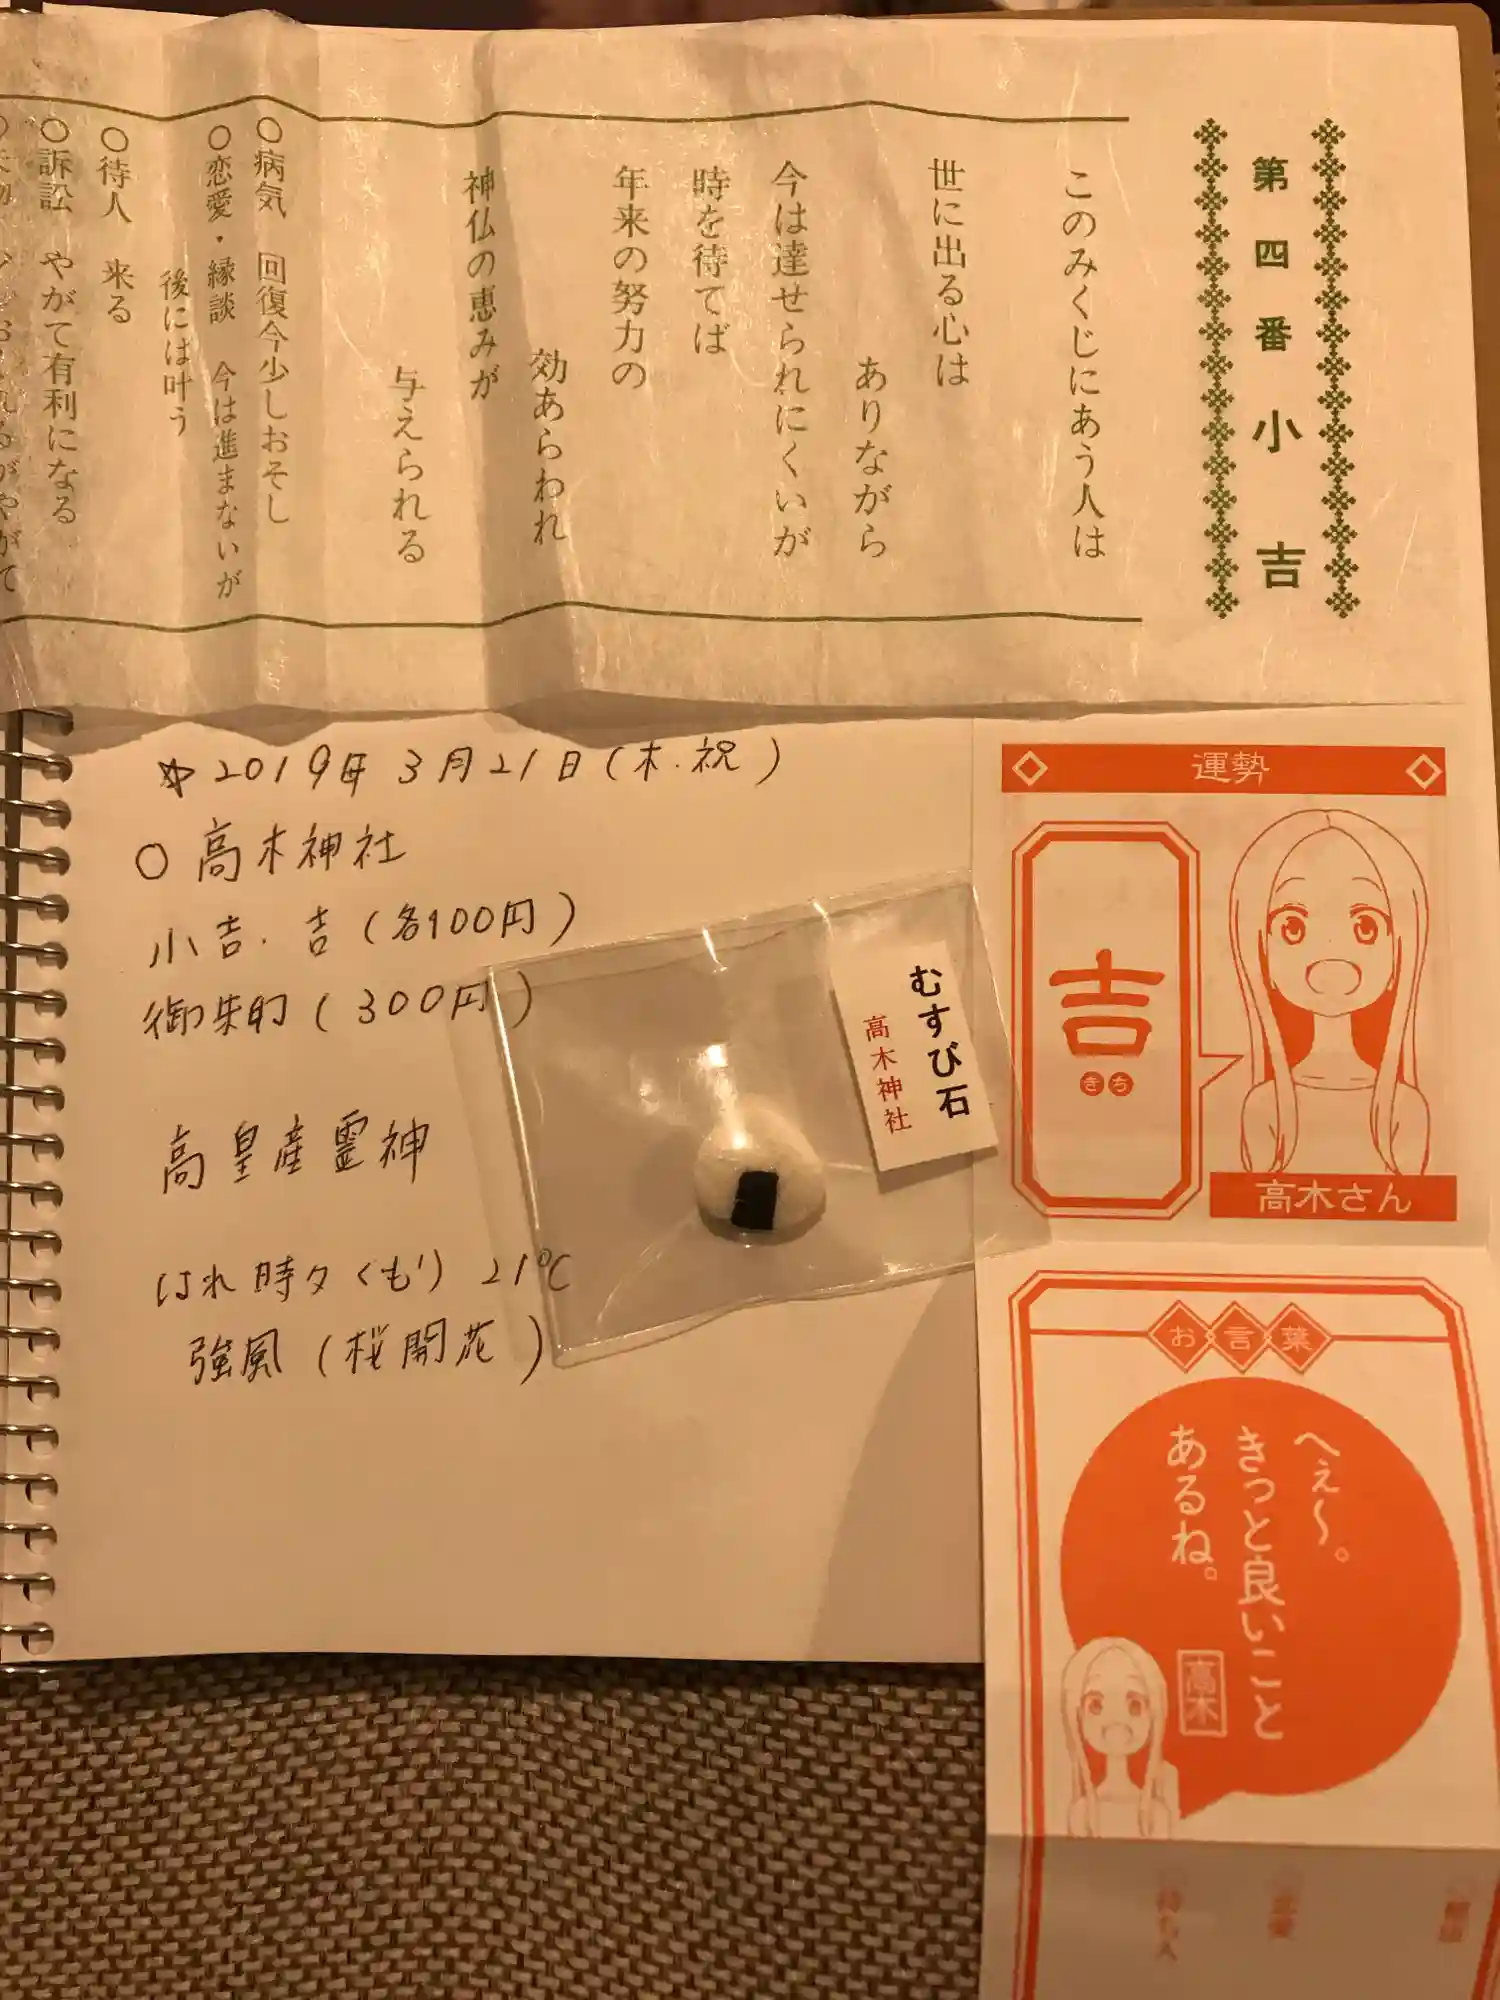 第四番 小吉
このみくじにあう人は
世に出る心は
ありながら
今は達せられにくいが
時を待てば
年来の努力の
効あらわれ
神仏の恵みが
与えられる
○病気 回復今少しおそし
○恋愛・縁談 今は進まないが
後には叶う
○待人 来る
○訴訟 やがて有利になる
☆2019年3月21日(木.祝)
○高木神社
小吉.吉(各100円)
御朱印(300円)
高皇産霊神
はれ時々くもり 21℃
強風(桜開花)
むすび石
高木神社
運勢
吉
きち
高木さん
お言葉
へぇ〜。
きっと良いこと
あるね。
高木
恋愛
待ち人